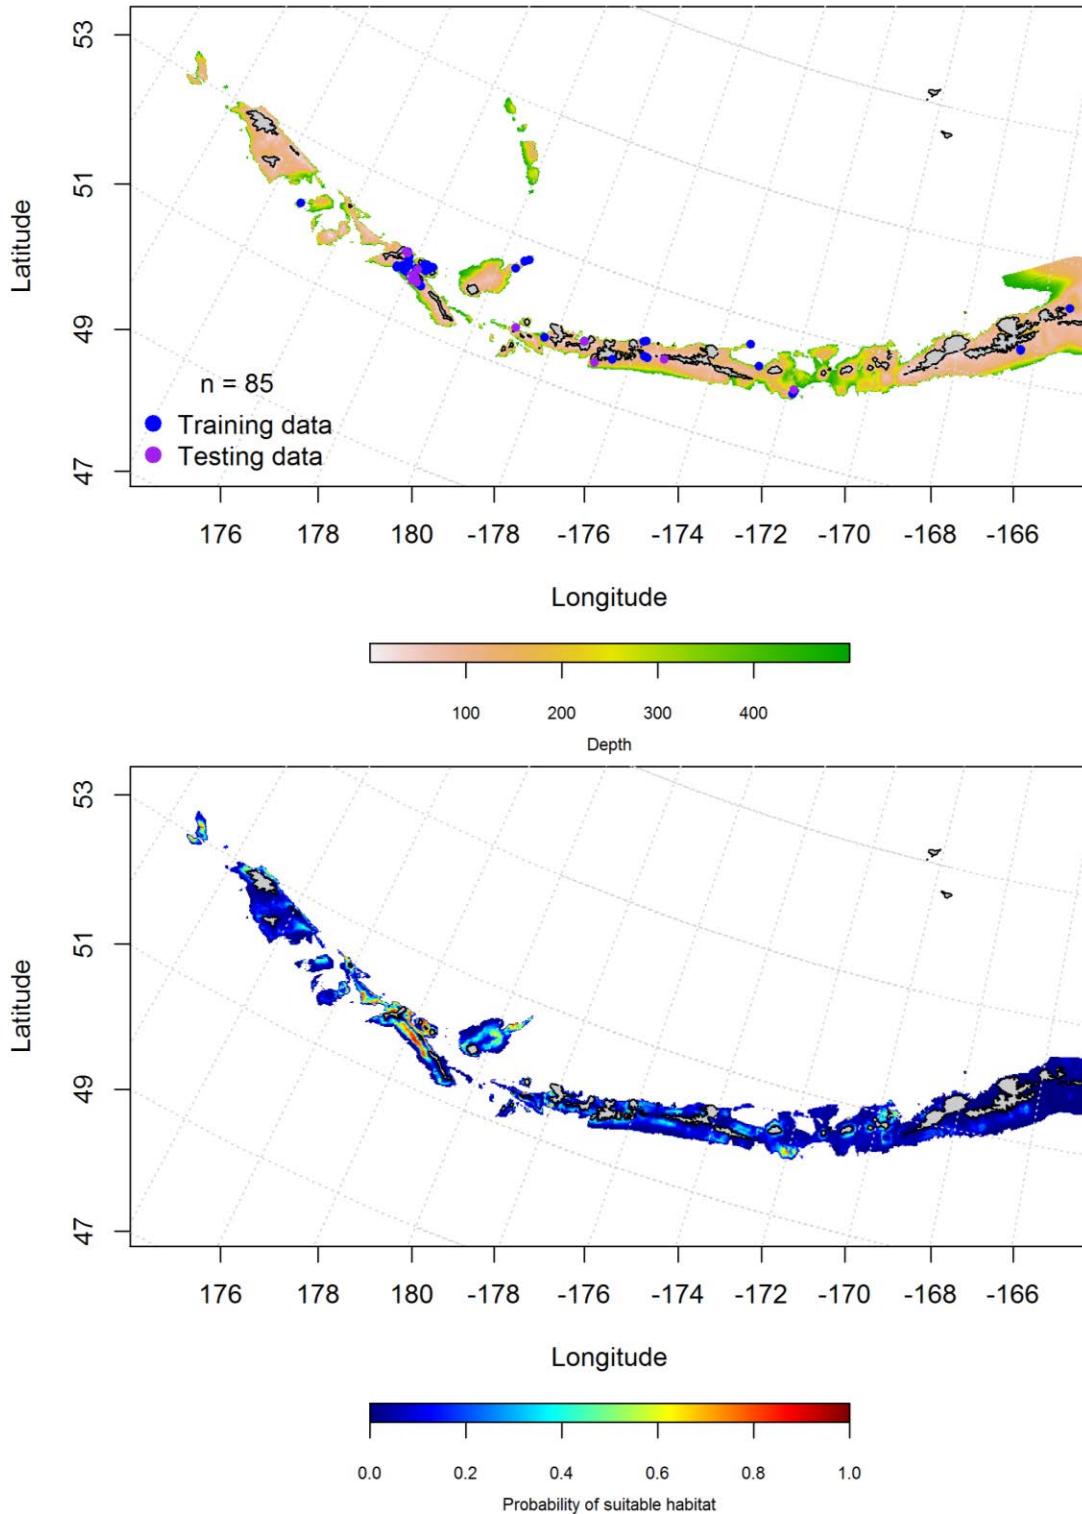 53
51
49
47
Latitude
n = 85
Training data
Testing data
176 178 180 -178 -176 -174 -172 -170 -168 -166
Longitude
100 200 300 400
Depth
53
51
49
47
Latitude
176 178 180 -178 -176 -174 -172 -170 -168 -166
Longitude
0.0 0.2 0.4 0.6 0.8 1.0
Probability of suitable habitat